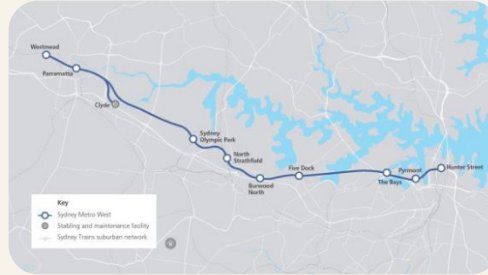 Westmead
Parramatta
Clyde
Sydney
Olympic Park
North
Strathfield
Burwood
North
Five Dock
The Bays
Pyrmont
Hunter Street
Key
Sydney Metro West
Stabling and maintenance facility
Sydney Trains suburban network